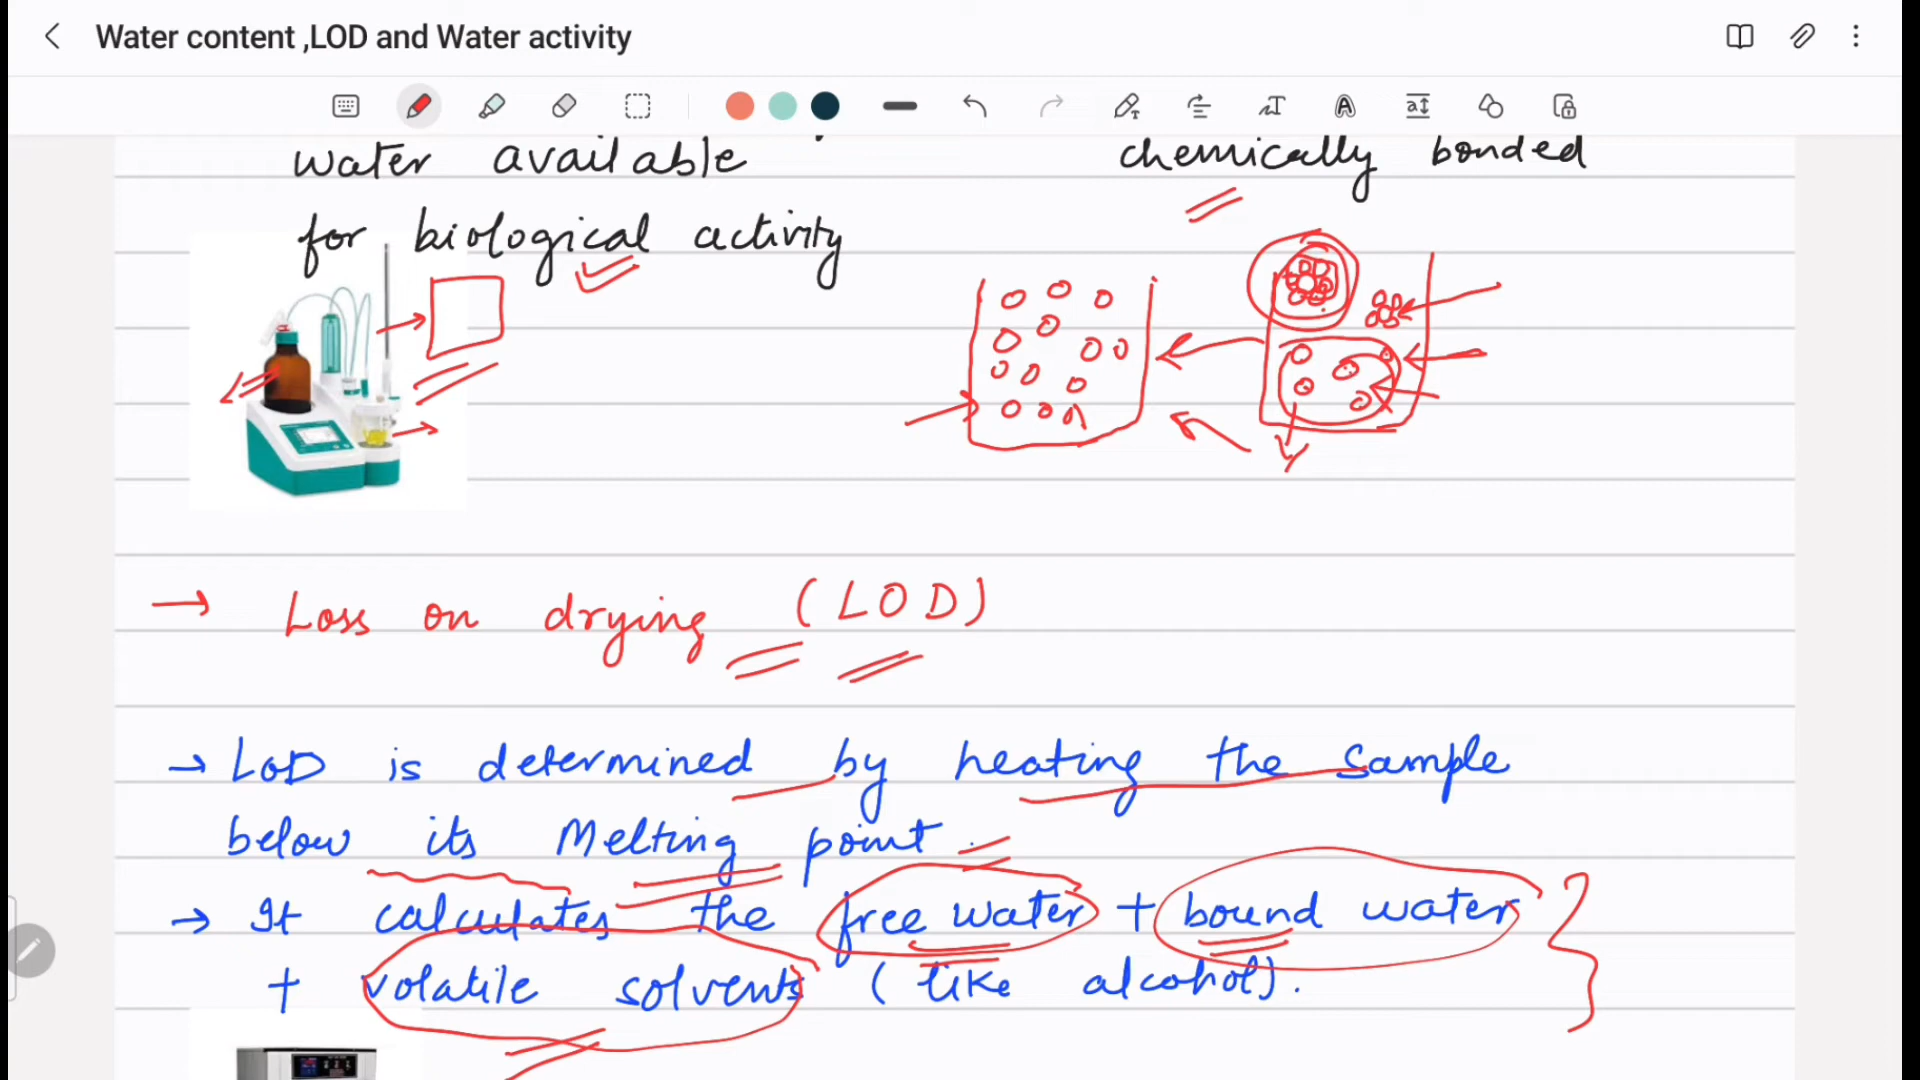 Water content ,LOD and Water activity
water available
for biological activity
chemically bonded
→ Loss on drying (LOD)
→ LOD is determined by heating the sample
below its Melting point.
→ It calculates the free water + bound water
+ volatile solvents (like alcohol).